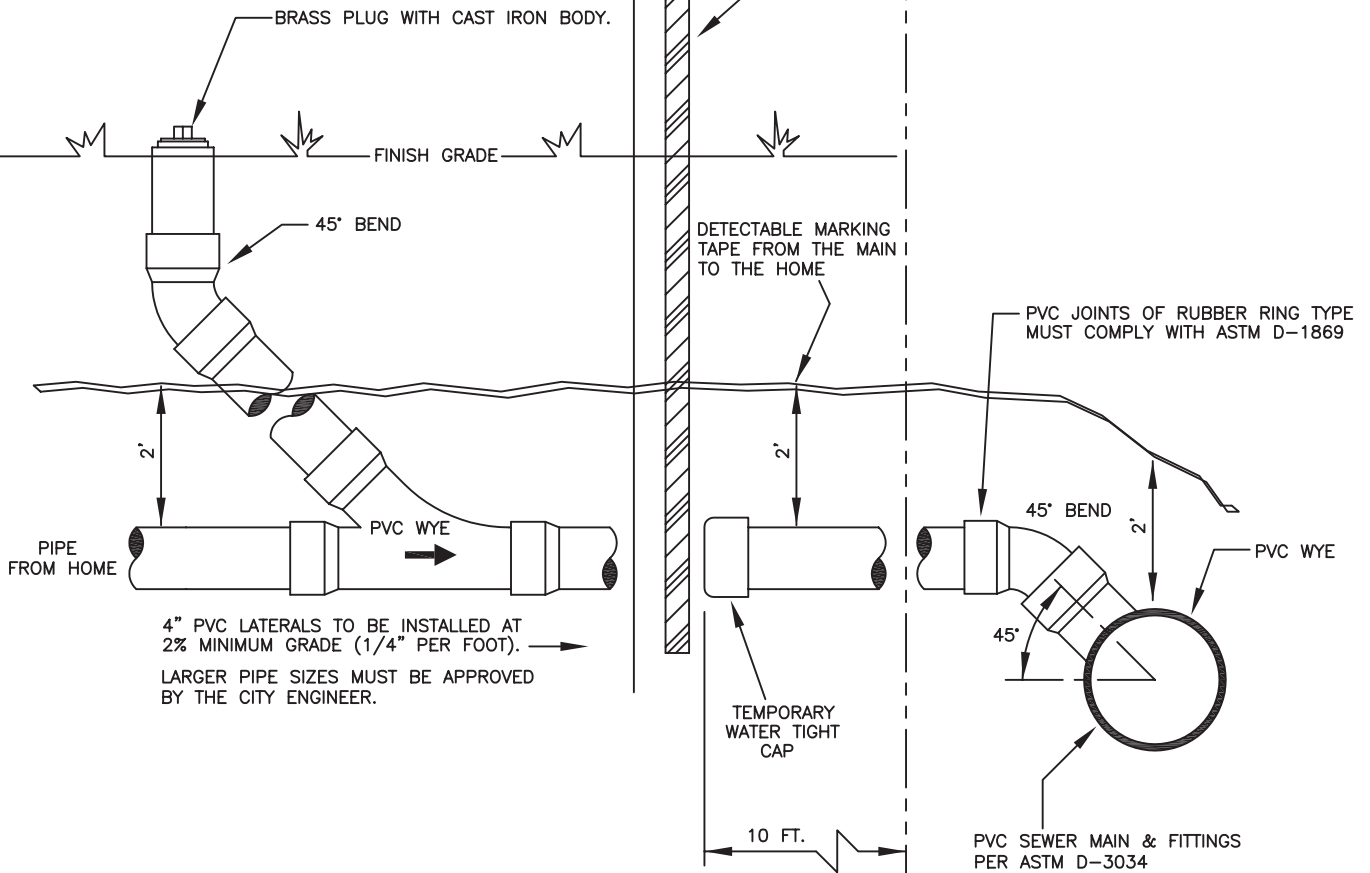 BRASS PLUG WITH CAST IRON BODY.
FINISH GRADE
45° BEND
DETECTABLE MARKING
TAPE FROM THE MAIN
TO THE HOME
PVC JOINTS OF RUBBER RING TYPE
MUST COMPLY WITH ASTM D-1869
2'
2'
45° BEND
2'
PVC WYE
PVC WYE
PIPE
FROM HOME
4" PVC LATERALS TO BE INSTALLED AT
2% MINIMUM GRADE (1/4" PER FOOT).
LARGER PIPE SIZES MUST BE APPROVED
BY THE CITY ENGINEER.
45°
TEMPORARY
WATER TIGHT
CAP
10 FT.
PVC SEWER MAIN & FITTINGS
PER ASTM D-3034